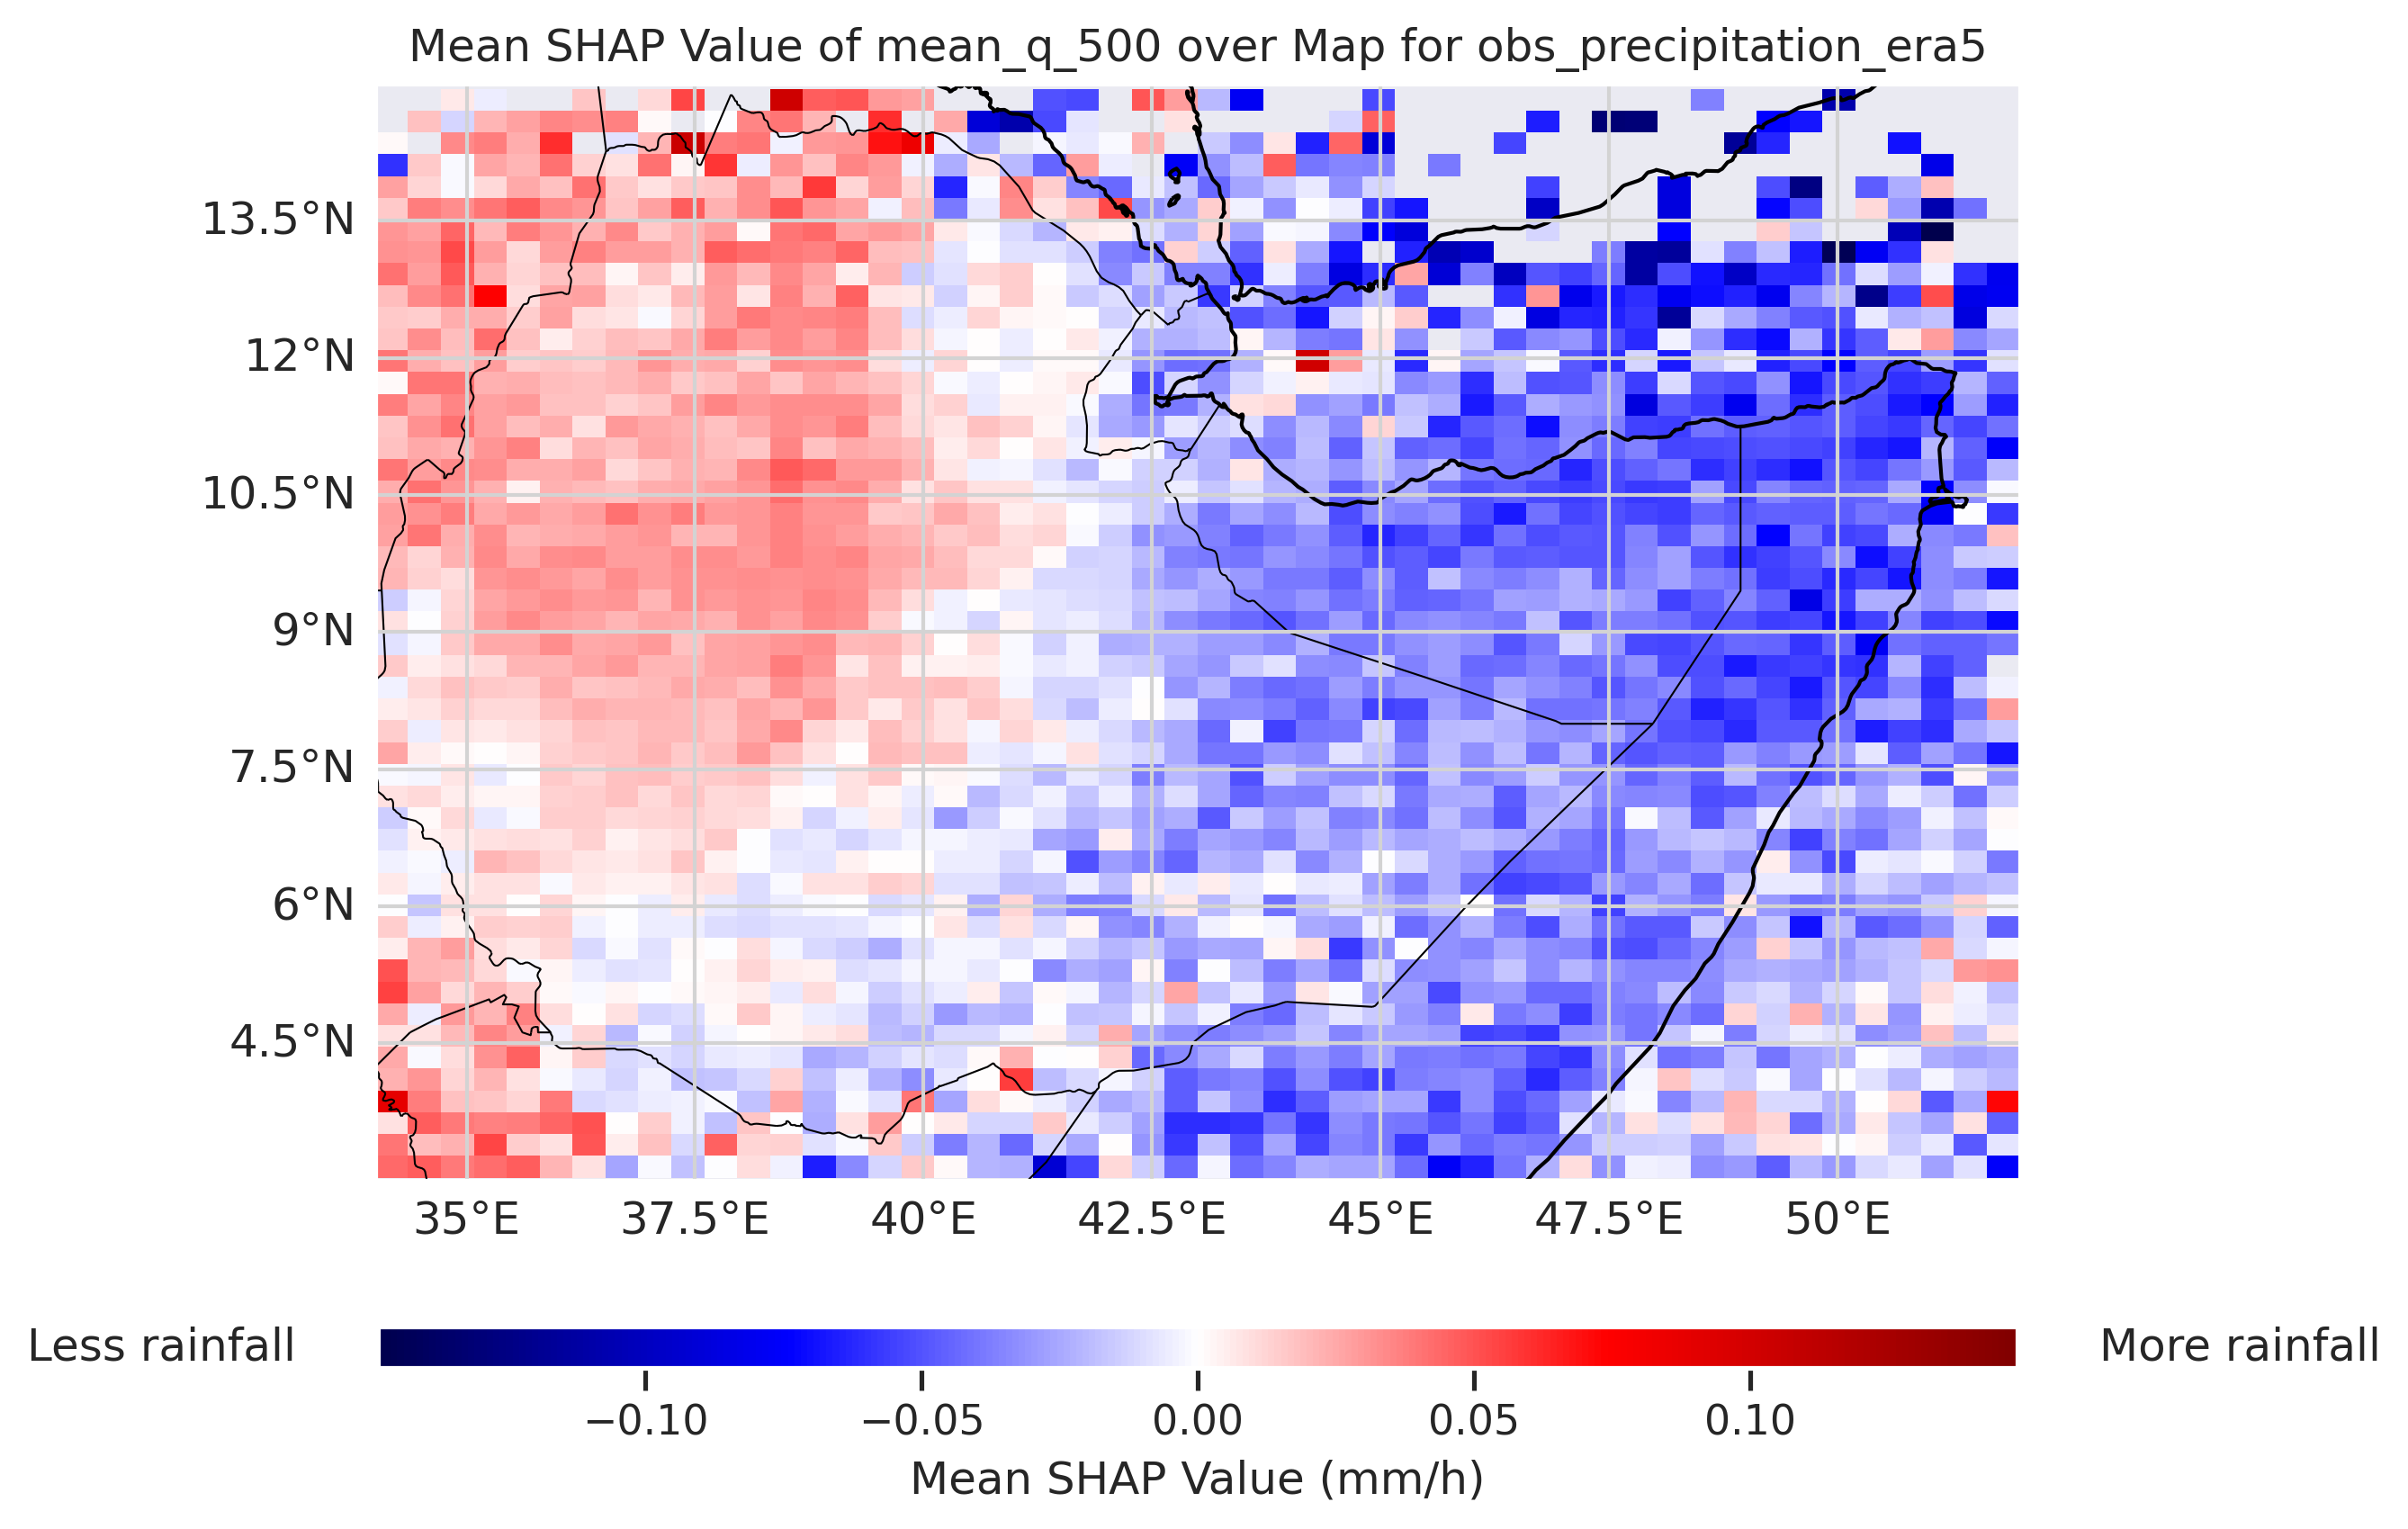 Mean SHAP Value of mean_q_500 over Map for obs_precipitation_era5
13.5°N
12°N
10.5°N
9°N
7.5°N
6°N
4.5°N
35°E 37.5°E 40°E 42.5°E 45°E 47.5°E 50°E
Less rainfall More rainfall
−0.10 −0.05 0.00 0.05 0.10
Mean SHAP Value (mm/h)